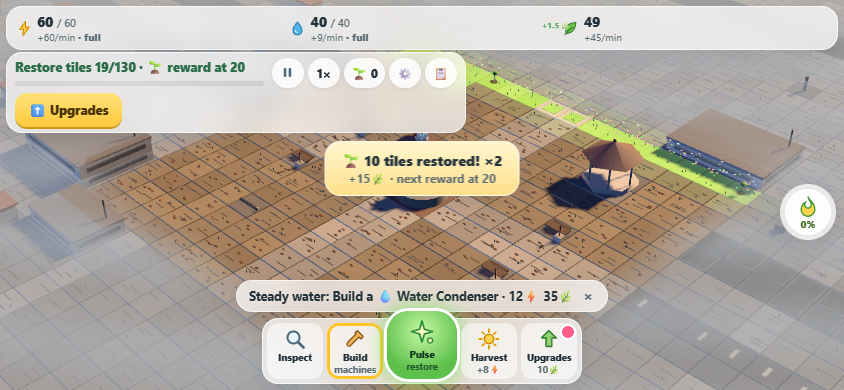 60 / 60
+60/min • full
40 / 40
+9/min • full
+1.5
49
+45/min
Restore tiles 19/130 · reward at 20
1×
0
Upgrades
10 tiles restored! ×2
+15 · next reward at 20
0%
Steady water: Build a Water Condenser · 12 35 ×
Inspect
Build
machines
Pulse
restore
Harvest
+8
Upgrades
10